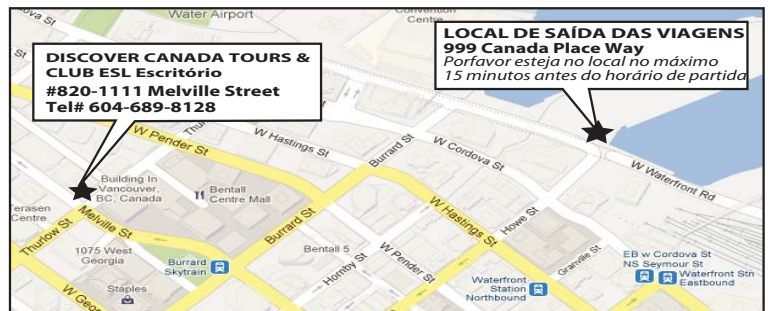 Water Airport
Convention
Centre
DISCOVER CANADA TOURS &
CLUB ESL Escritório
#820-1111 Melville Street
Tel# 604-689-8128
LOCAL DE SAÍDA DAS VIAGENS
999 Canada Place Way
Porfavor esteja no local no máximo
15 minutos antes do horário de partida
W Pender St
W Hastings St
Burrard St
W Cordova St
W Waterfront Rd
Building In
Vancouver,
BC, Canada
Bentall
Centre Mall
Terasen
Centre
Melville St
Thurlow St
1075 West
Georgia
Burrard
Skytrain
Burrard St
Bentall 5
W Hastings St
Howe St
Hornby St
W Pender St
Granville St
EB w Cordova St
NS Seymour St
Waterfront Stn
Eastbound
Waterfront
Station
Northbound
Staples